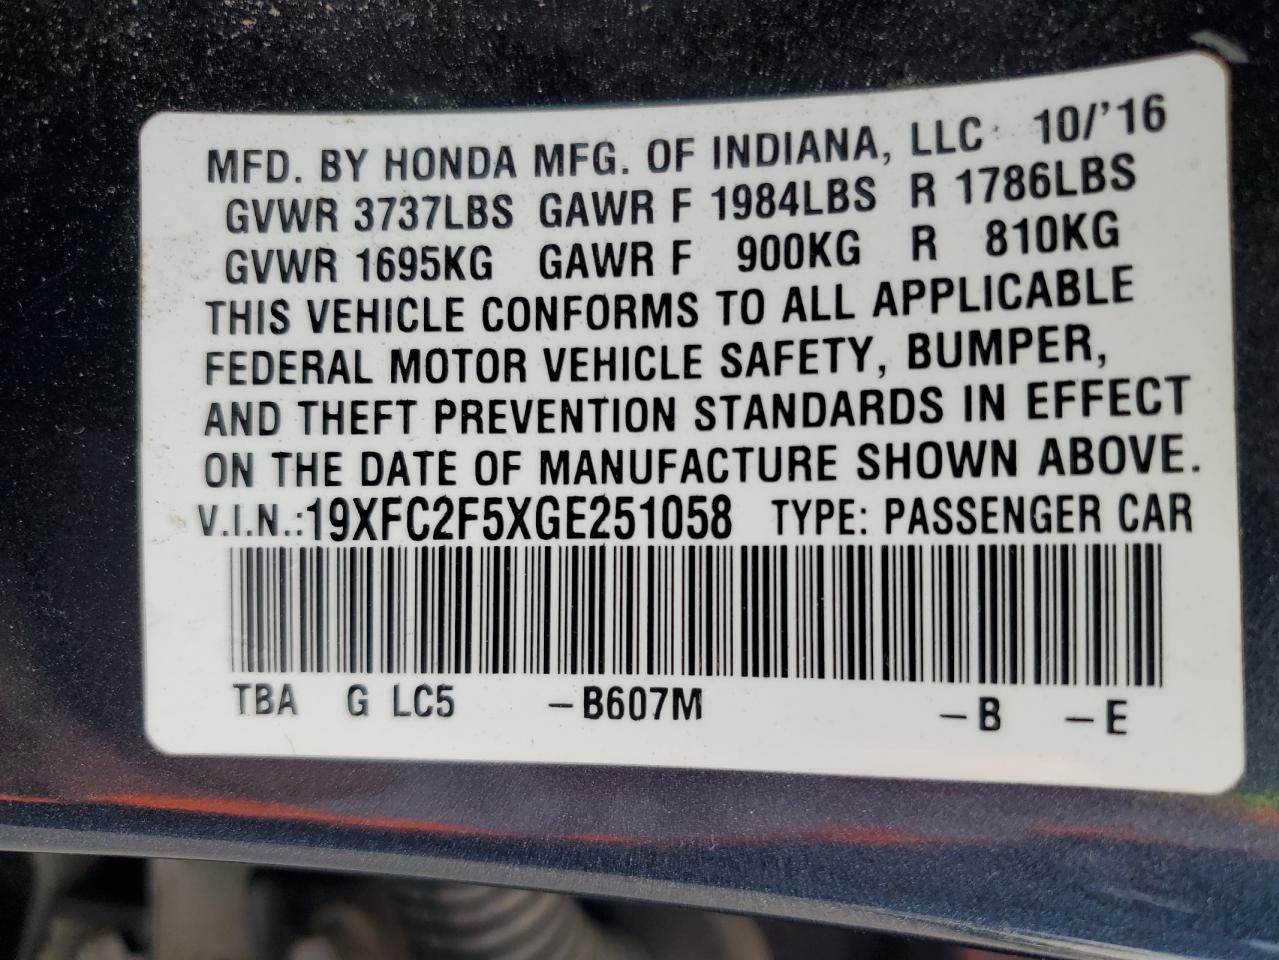 MFD. BY HONDA MFG. OF INDIANA, LLC 10/'16
GVWR 3737LBS GAWR F 1984LBS R 1786LBS
GVWR 1695KG GAWR F 900KG R 810KG
THIS VEHICLE CONFORMS TO ALL APPLICABLE
FEDERAL MOTOR VEHICLE SAFETY, BUMPER,
AND THEFT PREVENTION STANDARDS IN EFFECT
ON THE DATE OF MANUFACTURE SHOWN ABOVE.
V.I.N.:19XFC2F5XGE251058 TYPE: PASSENGER CAR
TBA G LC5 –B607M –B –E